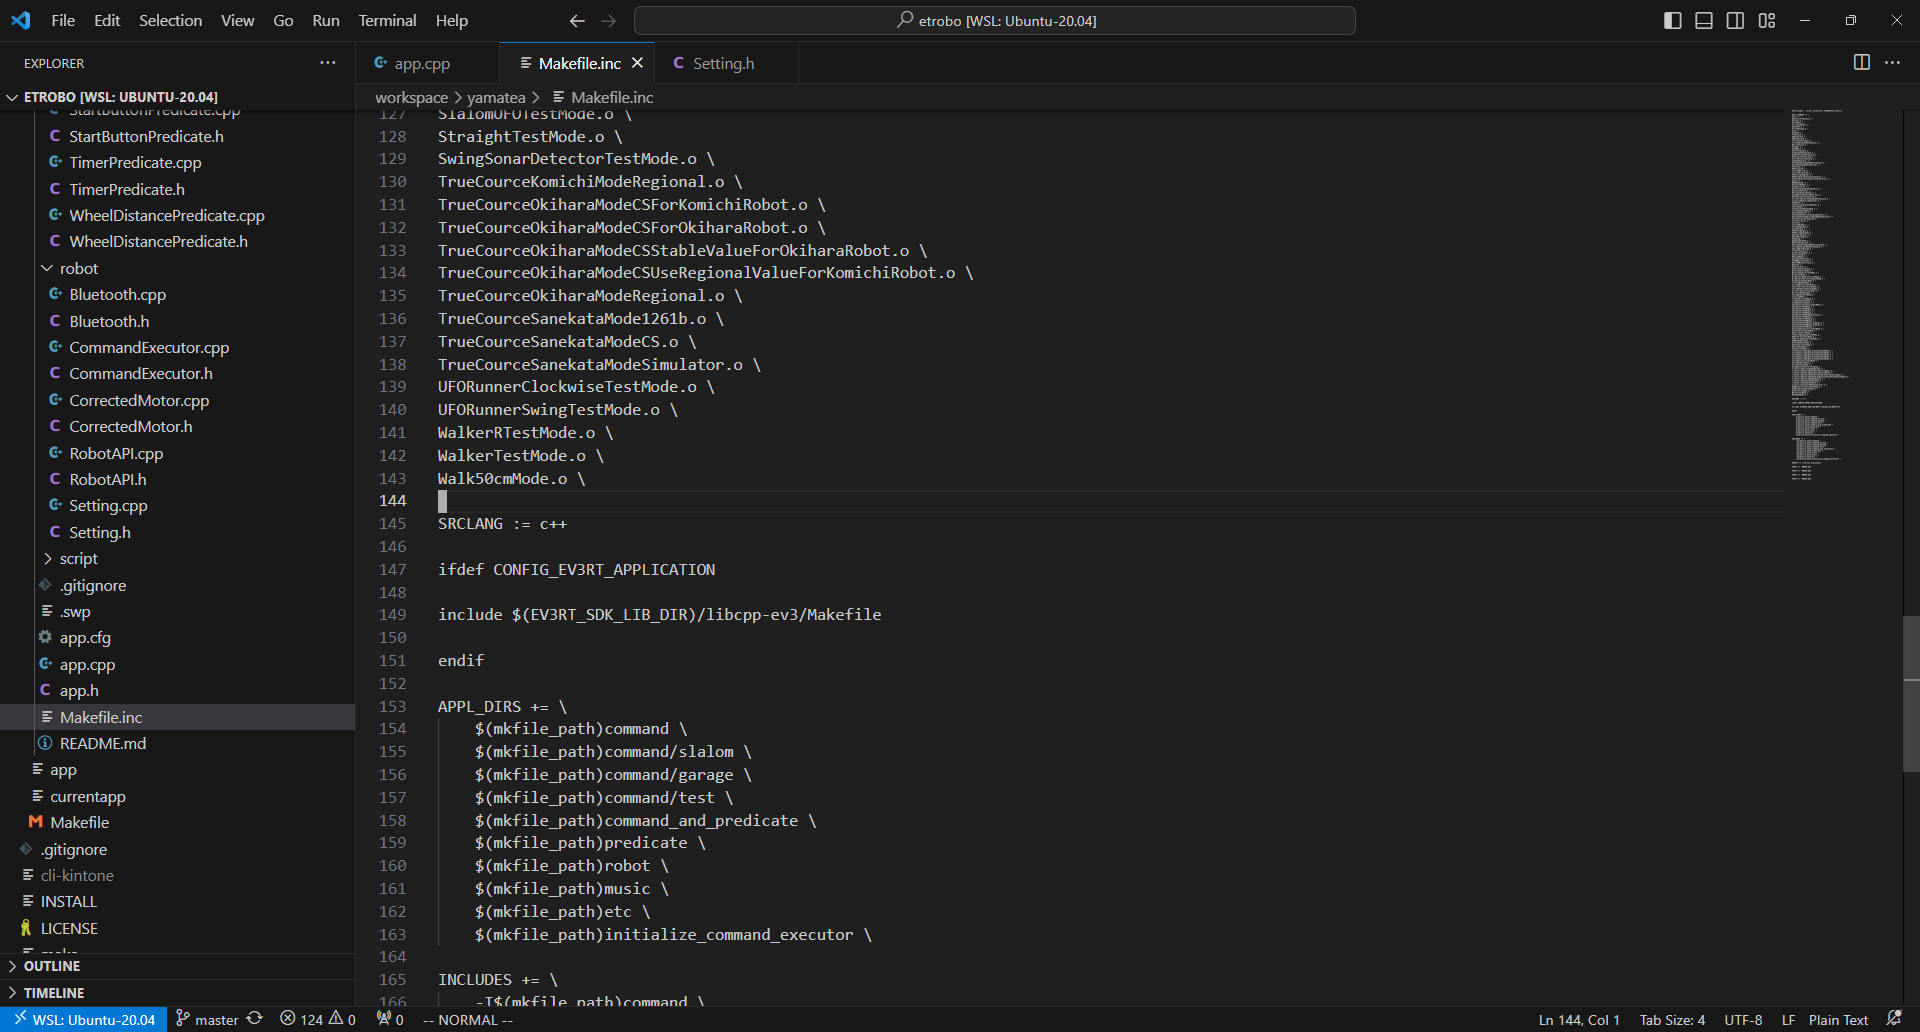 File Edit Selection View Go Run Terminal Help
etrobo [WSL: Ubuntu-20.04]
EXPLORER
ETROBO [WSL: UBUNTU-20.04]
StartButtonPredicate.cpp
StartButtonPredicate.h
TimerPredicate.cpp
TimerPredicate.h
WheelDistancePredicate.cpp
WheelDistancePredicate.h
robot
Bluetooth.cpp
Bluetooth.h
CommandExecutor.cpp
CommandExecutor.h
CorrectedMotor.cpp
CorrectedMotor.h
RobotAPI.cpp
RobotAPI.h
Setting.cpp
Setting.h
script
.gitignore
.swp
app.cfg
app.cpp
app.h
Makefile.inc
README.md
app
currentapp
Makefile
.gitignore
cli-kintone
INSTALL
LICENSE
OUTLINE
TIMELINE
app.cpp Makefile.inc Setting.h
workspace > yamatea > Makefile.inc
127 SlalomUFOTestMode.o \
128 StraightTestMode.o \
129 SwingSonarDetectorTestMode.o \
130 TrueCourceKomichiModeRegional.o \
131 TrueCourceOkiharaModeCSForKomichiRobot.o \
132 TrueCourceOkiharaModeCSForOkiharaRobot.o \
133 TrueCourceOkiharaModeCSStableValueForOkiharaRobot.o \
134 TrueCourceOkiharaModeCSUseRegionalValueForKomichiRobot.o \
135 TrueCourceOkiharaModeRegional.o \
136 TrueCourceSanekataMode1261b.o \
137 TrueCourceSanekataModeCS.o \
138 TrueCourceSanekataModeSimulator.o \
139 UFORunnerClockwiseTestMode.o \
140 UFORunnerSwingTestMode.o \
141 WalkerRTestMode.o \
142 WalkerTestMode.o \
143 Walk50cmMode.o \
144
145 SRCLANG := c++
146
147 ifdef CONFIG_EV3RT_APPLICATION
148
149 include $(EV3RT_SDK_LIB_DIR)/libcpp-ev3/Makefile
150
151 endif
152
153 APPL_DIRS += \
154 $(mkfile_path)command \
155 $(mkfile_path)command/slalom \
156 $(mkfile_path)command/garage \
157 $(mkfile_path)command/test \
158 $(mkfile_path)command_and_predicate \
159 $(mkfile_path)predicate \
160 $(mkfile_path)robot \
161 $(mkfile_path)music \
162 $(mkfile_path)etc \
163 $(mkfile_path)initialize_command_executor \
164
165 INCLUDES += \
166 -I$(mkfile_path)command \
WSL: Ubuntu-20.04 master 124 0 0 -- NORMAL -- Ln 144, Col 1 Tab Size: 4 UTF-8 LF Plain Text